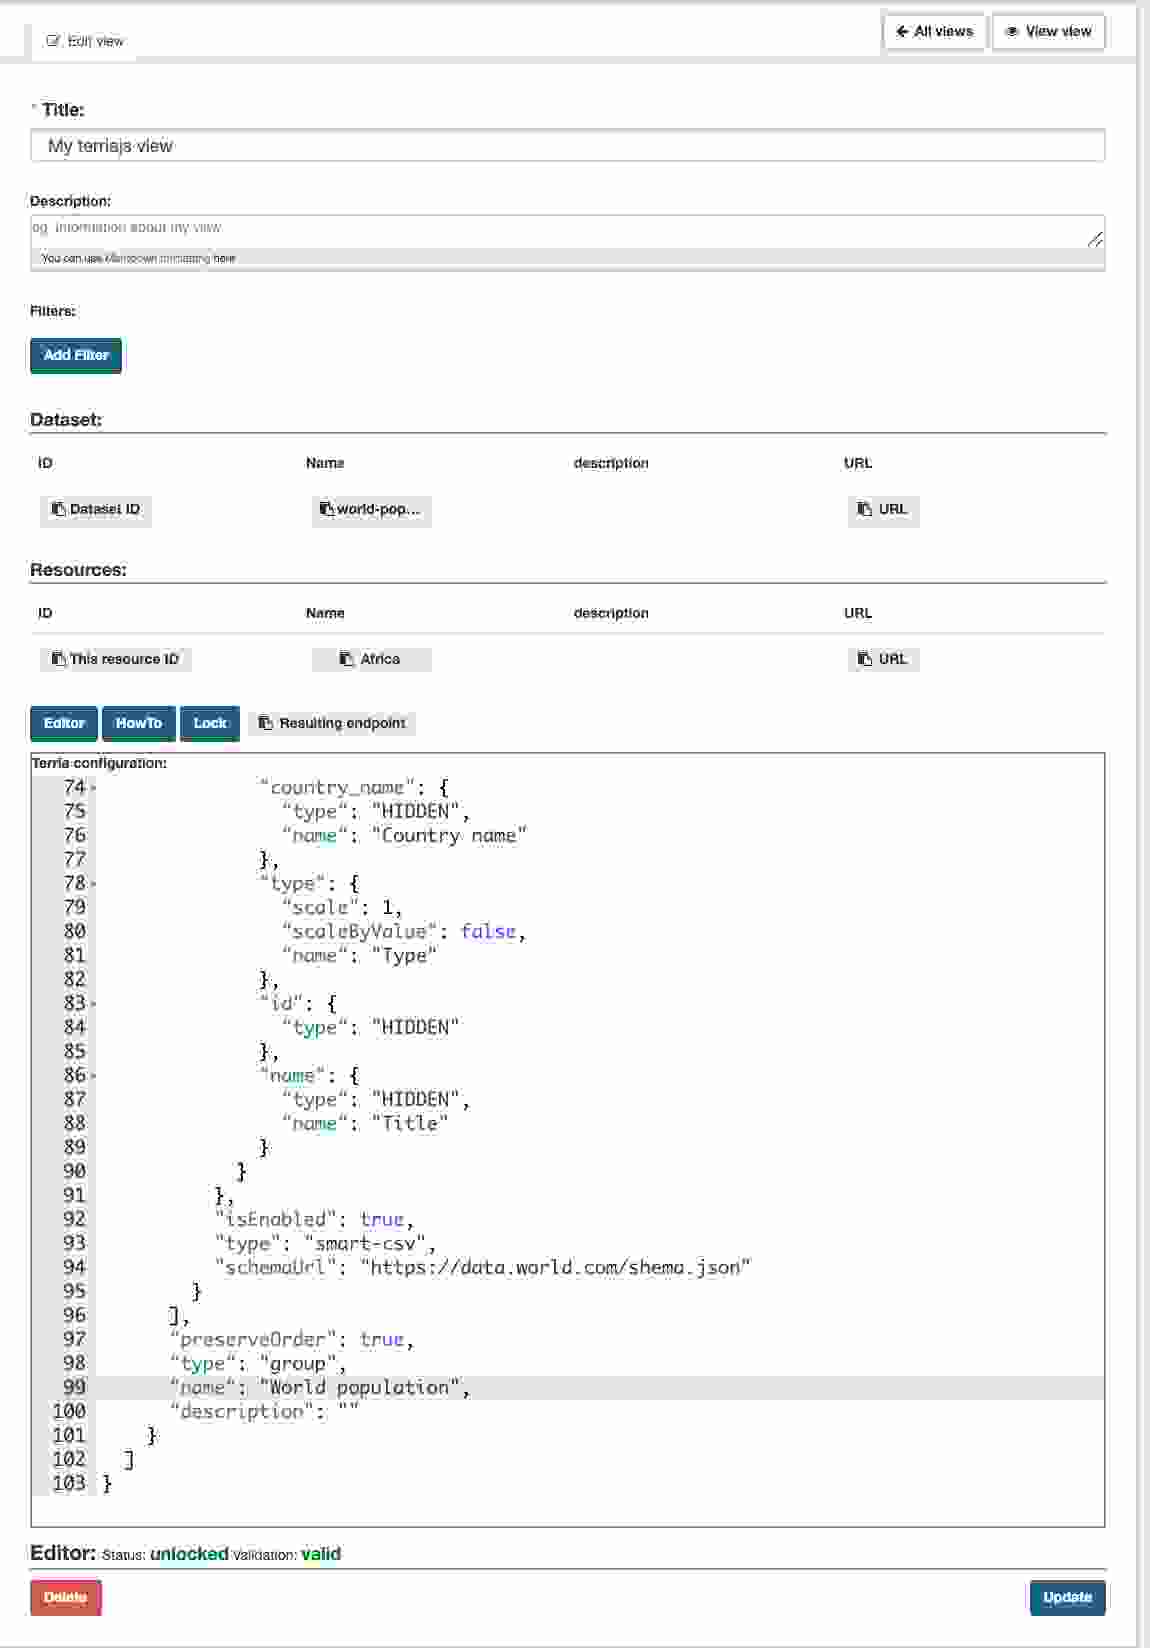 Edit view
All views
View view
* Title:
My terriajs view
Description:
eg. Information about my view
You can use Markdown formatting here
Filters:
Add Filter
Dataset:
ID Name description URL
Dataset ID world-pop... URL
Resources:
ID Name description URL
This resource ID Africa URL
Editor HowTo Lock Resulting endpoint
Terria configuration:
74 "country_name": {
75 "type": "HIDDEN",
76 "name": "Country name"
77 },
78 "type": {
79 "scale": 1,
80 "scaleByValue": false,
81 "name": "Type"
82 },
83 "id": {
84 "type": "HIDDEN"
85 },
86 "name": {
87 "type": "HIDDEN",
88 "name": "Title"
89 }
90 }
91 },
92 "isEnabled": true,
93 "type": "smart-csv",
94 "schemaUrl": "https://data.world.com/shema.json"
95 }
96 ],
97 "preserveOrder": true,
98 "type": "group",
99 "name": "World population",
100 "description": ""
101 }
102 ]
103 }
Editor: Status: unlocked Validation: valid
Delete Update